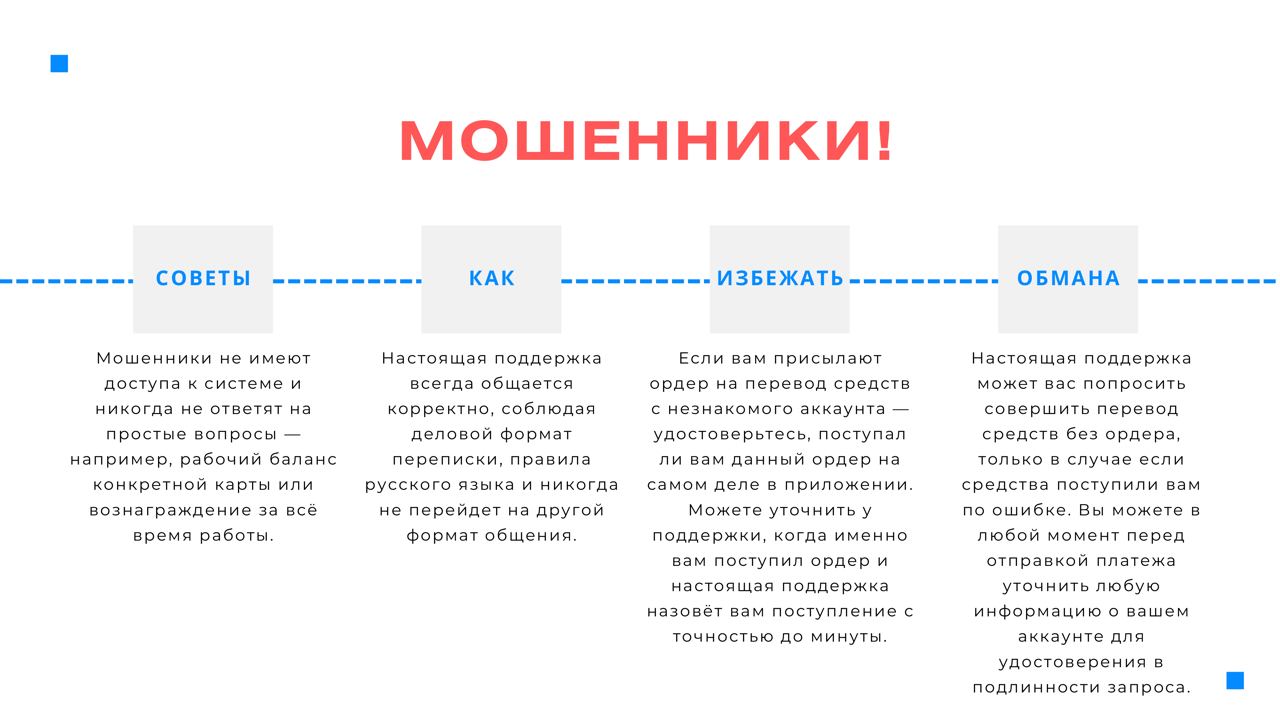 МОШЕННИКИ!
СОВЕТЫ
КАК
ИЗБЕЖАТЬ
ОБМАНА
Мошенники не имеют
доступа к системе и
никогда не ответят на
простые вопросы —
например, рабочий баланс
конкретной карты или
вознаграждение за всё
время работы.
Настоящая поддержка
всегда общается
корректно, соблюдая
деловой формат
переписки, правила
русского языка и никогда
не перейдет на другой
формат общения.
Если вам присылают
ордер на перевод средств
с незнакомого аккаунта —
удостоверьтесь, поступал
ли вам данный ордер на
самом деле в приложении.
Можете уточнить у
поддержки, когда именно
вам поступил ордер и
настоящая поддержка
назовёт вам поступление с
точностью до минуты.
Настоящая поддержка
может вас попросить
совершить перевод
средств без ордера,
только в случае если
средства поступили вам
по ошибке. Вы можете в
любой момент перед
отправкой платежа
уточнить любую
информацию о вашем
аккаунте для
удостоверения в
подлинности запроса.